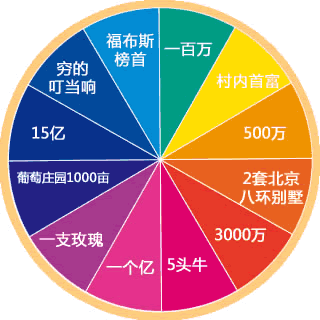 一百万
村内首富
500万
2套北京
八环别墅
3000万
5头牛
一个亿
一支玫瑰
葡萄庄园1000亩
15亿
穷的
叮当响
福布斯
榜首